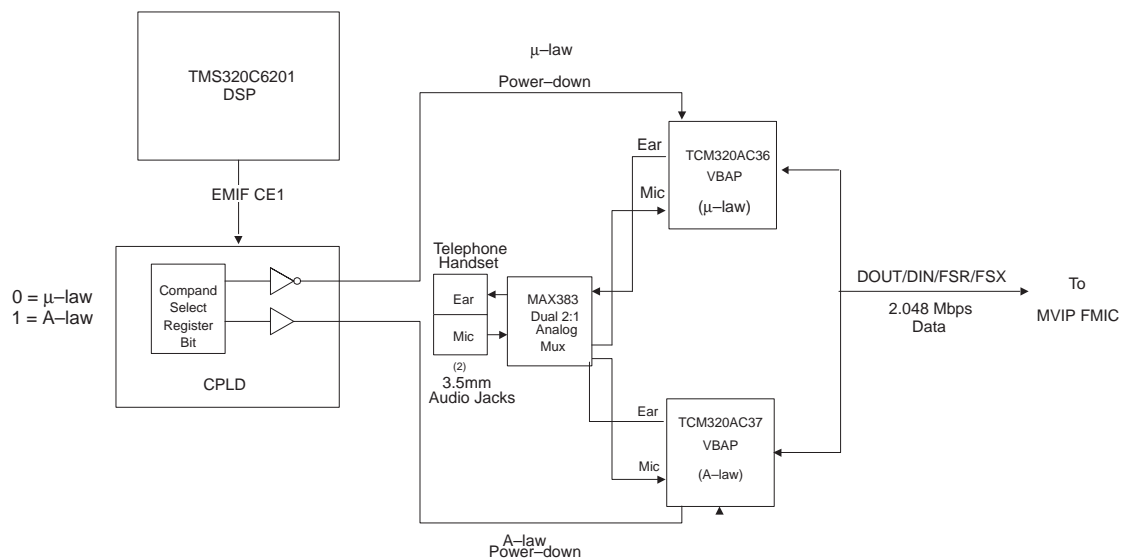 μ–law
Power–down
TMS320C6201
DSP
EMIF CE1
Ear
Mic
TCM320AC36
VBAP
(μ–law)
0 = μ–law
1 = A–law
Compand
Select
Register
Bit
CPLD
Telephone
Handset
Ear
Mic
(2)
3.5mm
Audio Jacks
MAX383
Dual 2:1
Analog
Mux
DOUT/DIN/FSR/FSX
2.048 Mbps
Data
To
MVIP FMIC
Ear
Mic
TCM320AC37
VBAP
(A–law)
A–law
Power–down